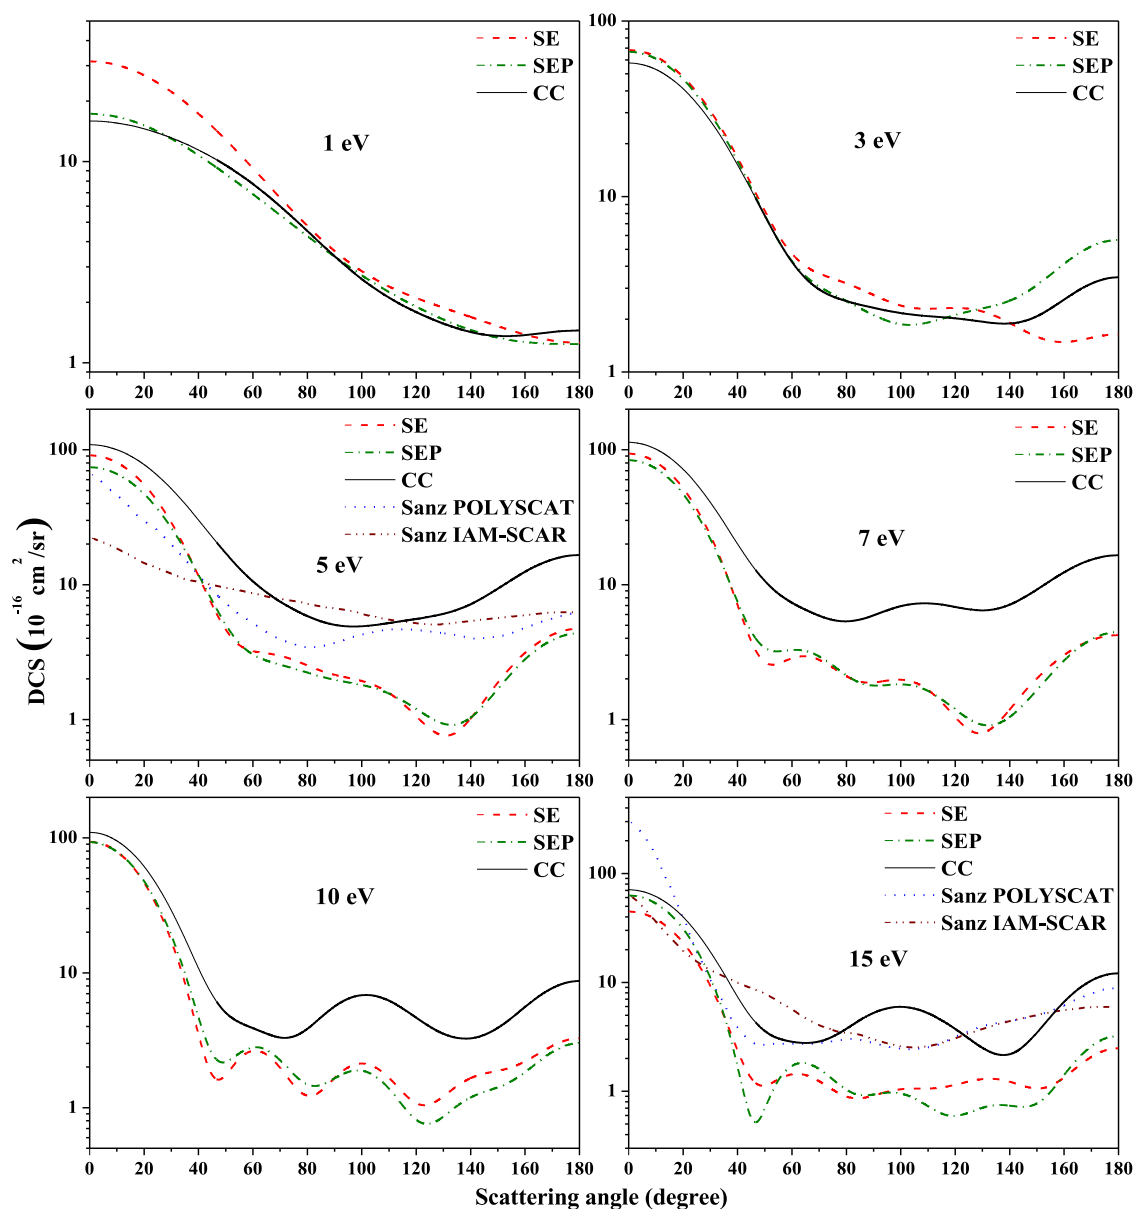 100
SE
SEP
CC
1 eV
10
1
0 20 40 60 80 100 120 140 160 180
SE
SEP
CC
3 eV
10
1
0 20 40 60 80 100 120 140 160 180
100
SE
SEP
CC
Sanz POLYSCAT
Sanz IAM-SCAR
5 eV
10
1
0 20 40 60 80 100 120 140 160 180
100
SE
SEP
CC
7 eV
10
1
0 20 40 60 80 100 120 140 160 180
DCS (10⁻¹⁶ cm²/sr)
100
SE
SEP
CC
10 eV
10
1
0 20 40 60 80 100 120 140 160 180
100
SE
SEP
CC
Sanz POLYSCAT
Sanz IAM-SCAR
15 eV
10
1
0 20 40 60 80 100 120 140 160 180
Scattering angle (degree)